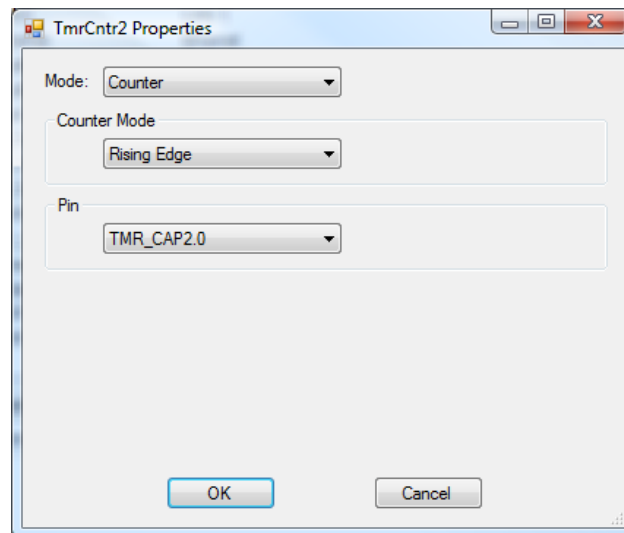 TmrCntr2 Properties
Mode: Counter
Counter Mode
Rising Edge
Pin
TMR_CAP2.0
OK Cancel